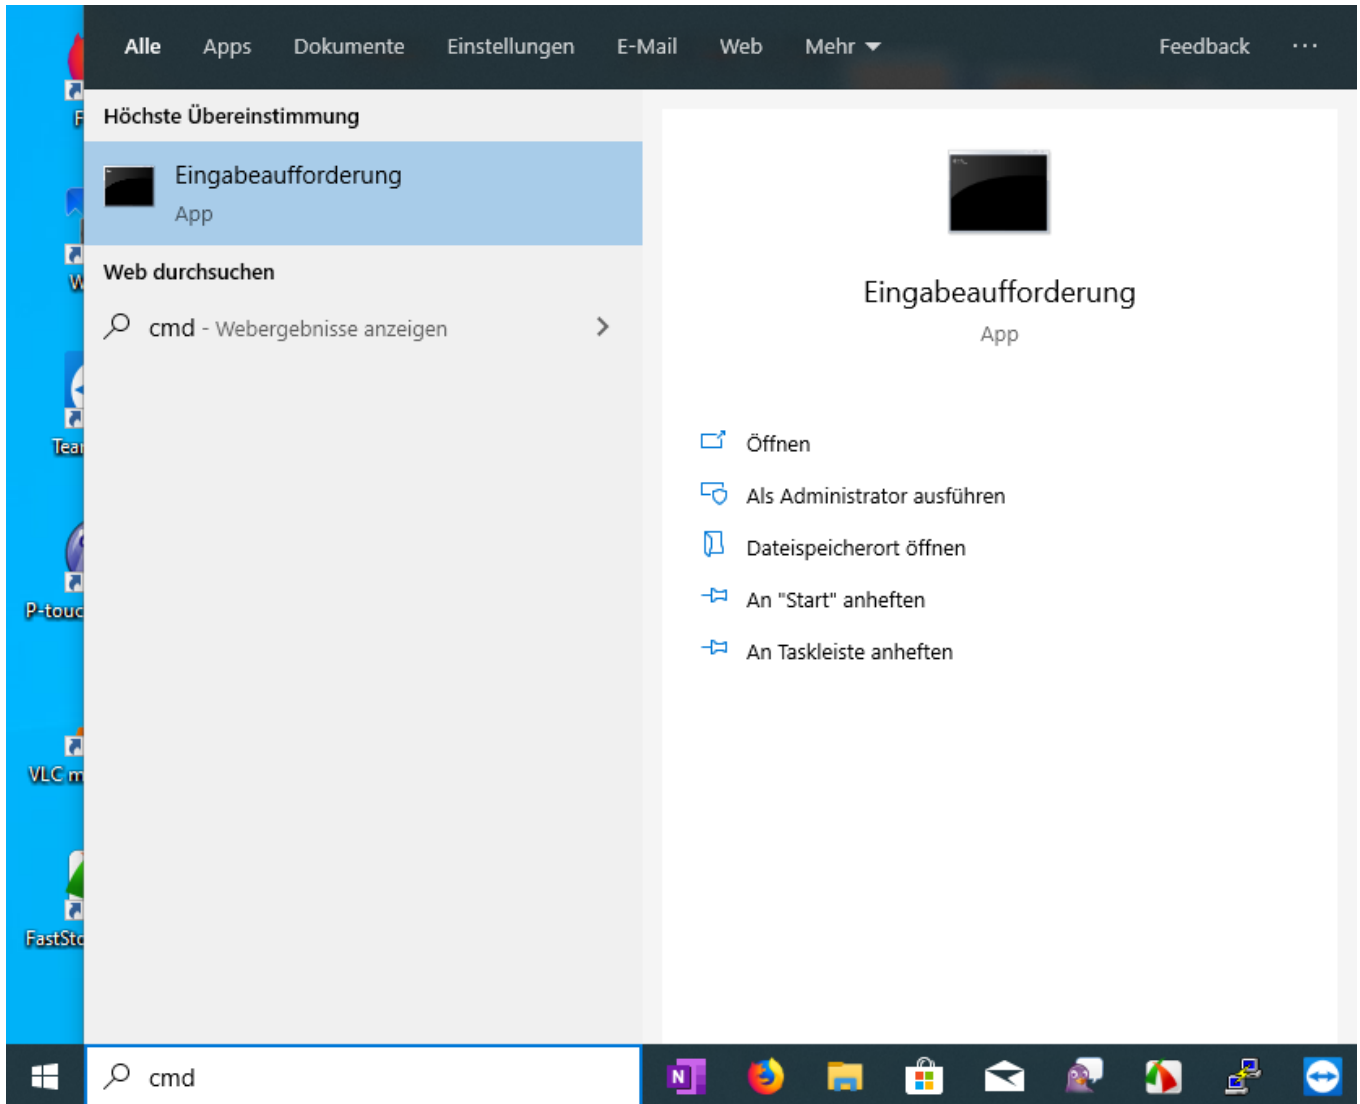 Alle Apps Dokumente Einstellungen E-Mail Web Mehr Feedback ...
Höchste Übereinstimmung
Eingabeaufforderung
App
Web durchsuchen
cmd - Webergebnisse anzeigen
Eingabeaufforderung
App
Öffnen
Als Administrator ausführen
Dateispeicherort öffnen
An "Start" anheften
An Taskleiste anheften
P-touc
VLC m
FastSto
cmd